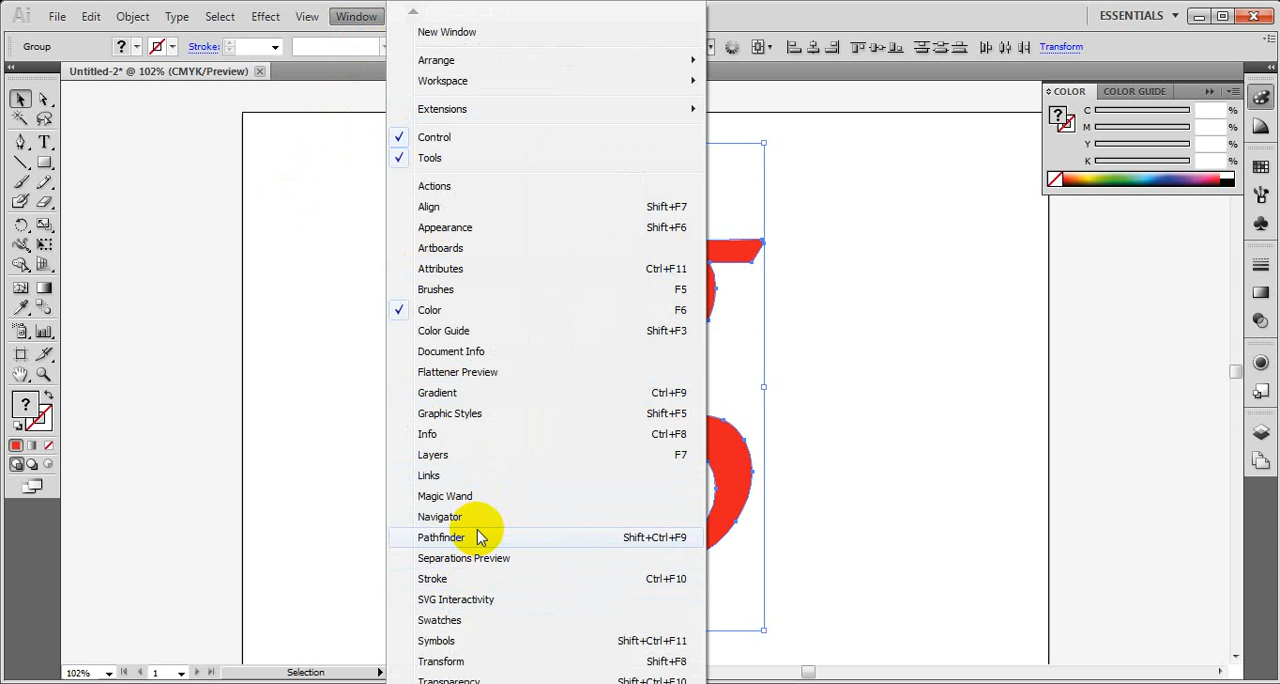 Ai File Edit Object Type Select Effect View Window ESSENTIALS
Group ? Stroke: Transform
Untitled-2* @ 102% (CMYK/Preview)
New Window
Arrange
Workspace
Extensions
Control
Tools
Actions
Align Shift+F7
Appearance Shift+F6
Artboards
Attributes Ctrl+F11
Brushes F5
Color F6
Color Guide Shift+F3
Document Info
Flattener Preview
Gradient Ctrl+F9
Graphic Styles Shift+F5
Info Ctrl+F8
Layers F7
Links
Magic Wand
Navigator
Pathfinder Shift+Ctrl+F9
Separations Preview
Stroke Ctrl+F10
SVG Interactivity
Swatches
Symbols Shift+Ctrl+F11
Transform Shift+F8
Transparency Shift+Ctrl+F10
COLOR COLOR GUIDE
? C %
M %
Y %
K %
T
?
102% 1 Selection